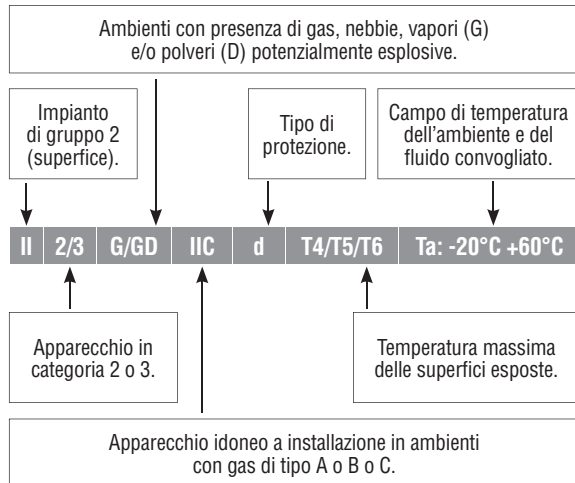 Ambienti con presenza di gas, nebbie, vapori (G)
e/o polveri (D) potenzialmente esplosive.
Impianto
di gruppo 2
(superfice).
Tipo di
protezione.
Campo di temperatura
dell'ambiente e del
fluido convogliato.
II 2/3 G/GD IIC d T4/T5/T6 Ta: -20°C +60°C
Apparecchio in
categoria 2 o 3.
Temperatura massima
delle superfici esposte.
Apparecchio idoneo a installazione in ambienti
con gas di tipo A o B o C.